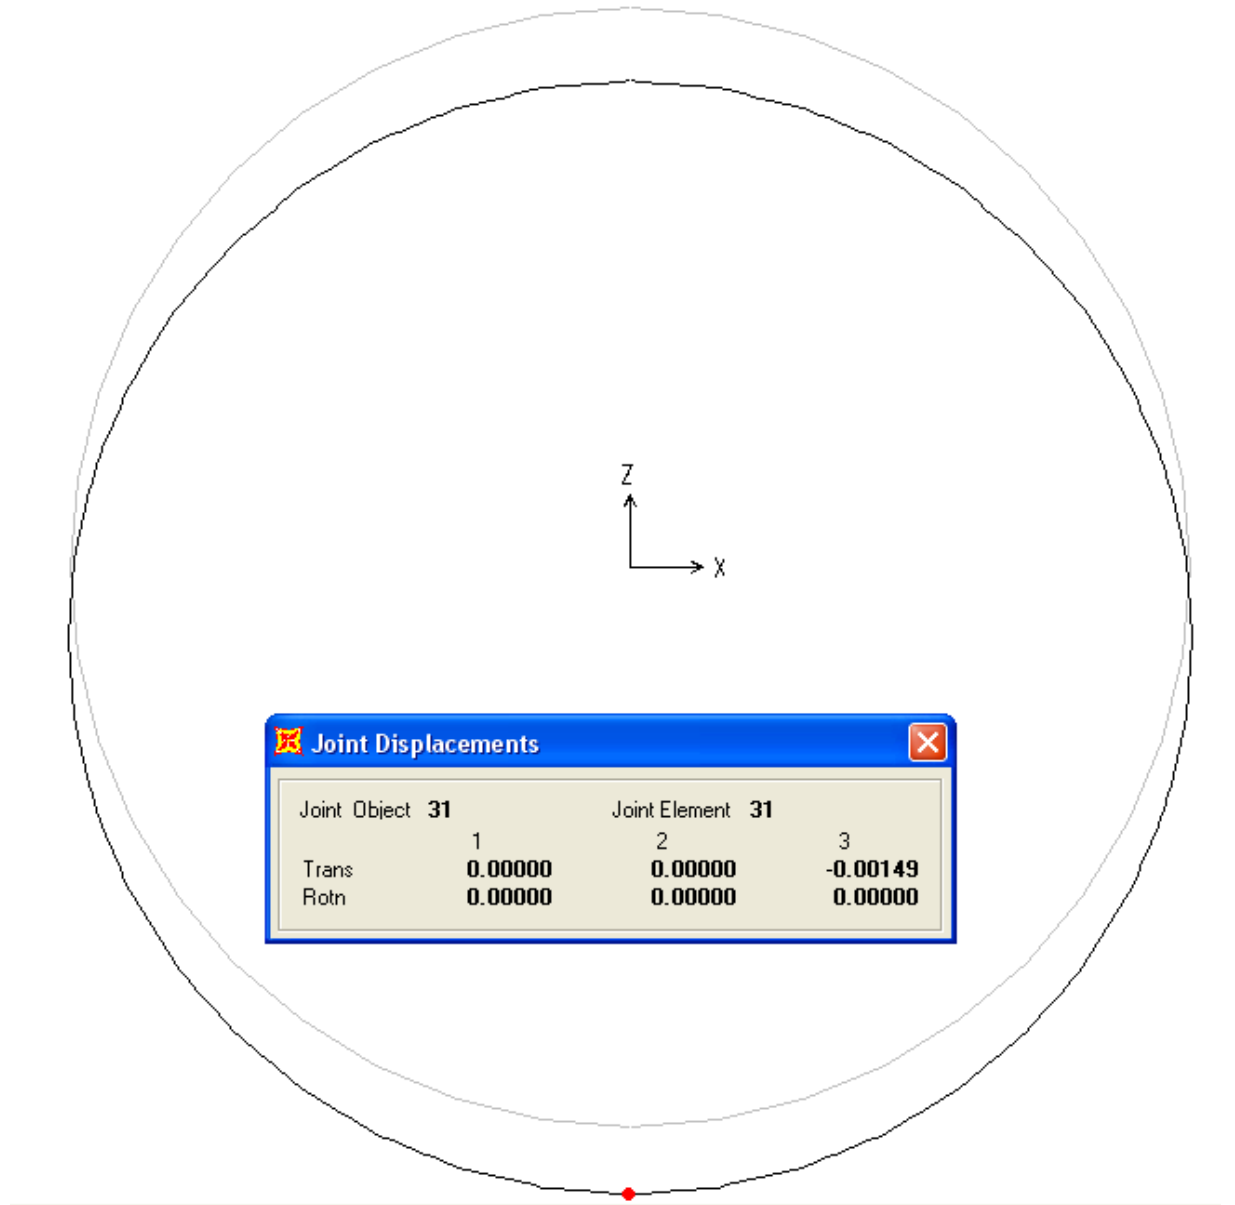 Z
X
Joint Displacements
Joint Object 31 Joint Element 31
1 2 3
Trans 0.00000 0.00000 -0.00149
Rotn 0.00000 0.00000 0.00000